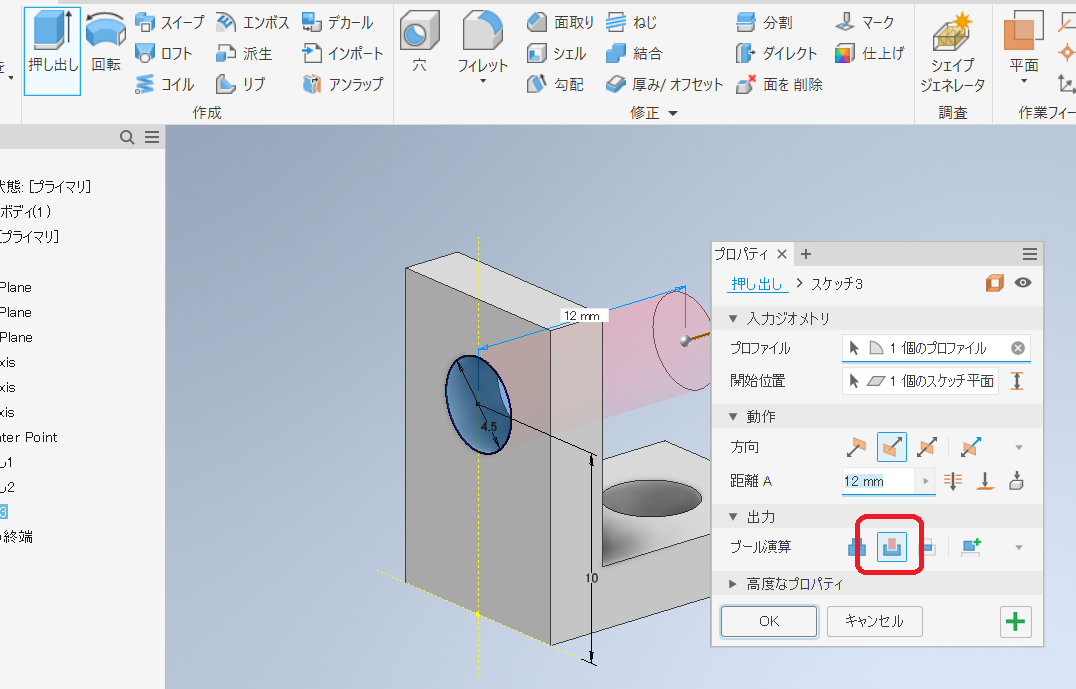 押し出し
回転
スイープ
エンボス
デカール
ロフト
派生
インポート
コイル
リブ
アンラップ
作成
穴
フィレット
面取り
ねじ
分割
マーク
シェル
結合
ダイレクト
仕上げ
勾配
厚み/ オフセット
面を 削除
修正
シェイプ
ジェネレータ
調査
平面
作業フィー
状態: [プライマリ]
ボディ(1)
[プライマリ]
Plane
Plane
Plane
xis
xis
xis
nter Point
し1
し2
3
の終端
12 mm
4.5
10
プロパティ
押し出し > スケッチ3
入力ジオメトリ
プロファイル 1 個のプロファイル
開始位置 1 個のスケッチ平面
動作
方向
距離 A 12 mm
出力
ブール演算
高度なプロパティ
OK キャンセル